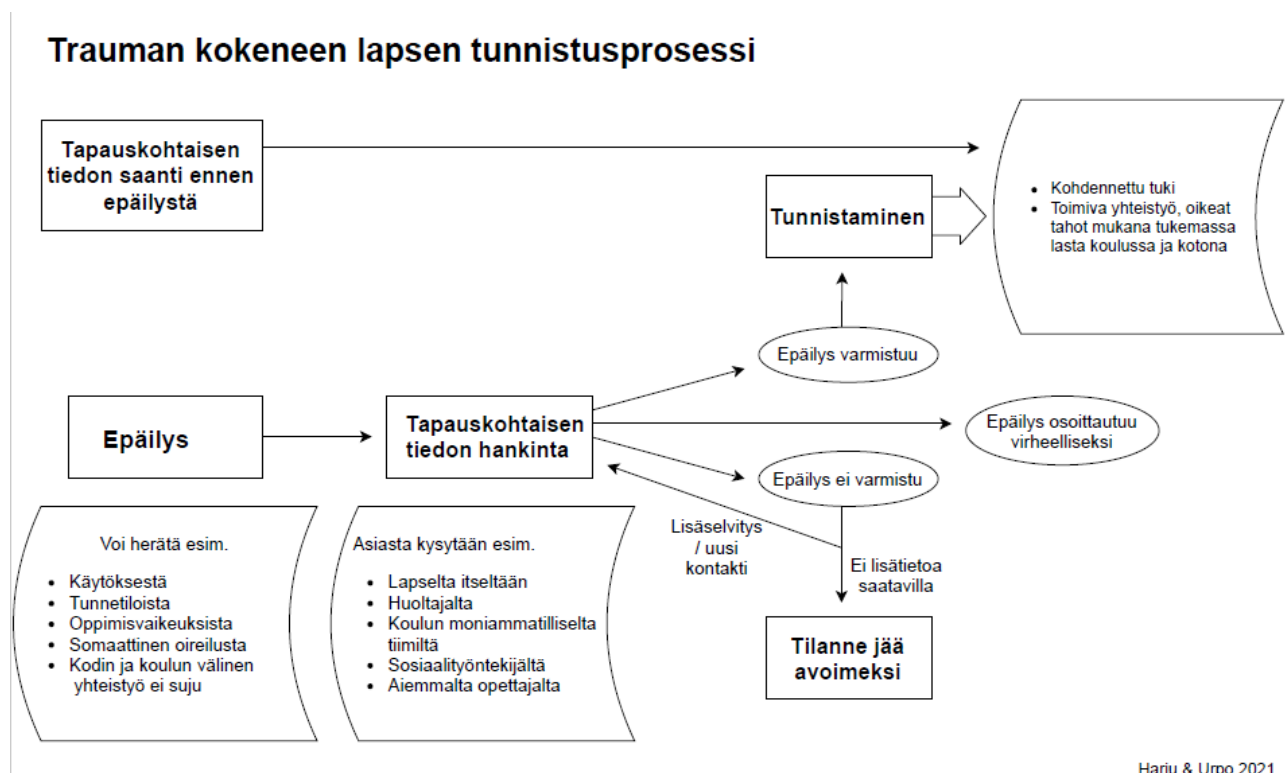 Trauman kokeneen lapsen tunnistusprosessi
Tapauskohtaisen
tiedon saanti ennen
epäilystä
Tunnistaminen
• Kohdennettu tuki
• Toimiva yhteistyö, oikeat
tahot mukana tukemassa
lasta koulussa ja kotona
Epäilys varmistuu
Epäilys
Tapauskohtaisen
tiedon hankinta
Epäilys osoittautuu
virheelliseksi
Epäilys ei varmistu
Lisäselvitys
/ uusi
kontakti
Ei lisätietoa
saatavilla
Tilanne jää
avoimeksi
Voi herätä esim.
• Käytöksestä
• Tunnetiloista
• Oppimisvaikeuksista
• Somaattinen oireilusta
• Kodin ja koulun välinen
yhteistyö ei suju
Asiasta kysytään esim.
• Lapselta itseltään
• Huoltajalta
• Koulun moniammatilliselta
tiimiltä
• Sosiaalityöntekijältä
• Aiemmalta opettajalta
Harju & Urpo 2021